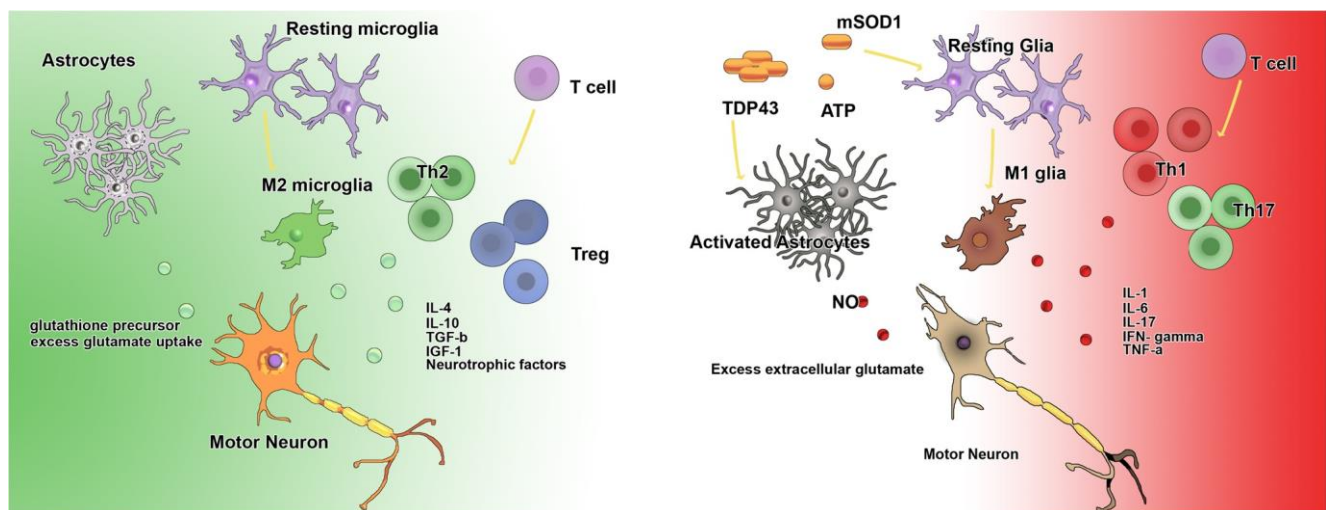 Resting microglia
Astrocytes
T cell
M2 microglia
Th2
Treg
glutathione precursor
excess glutamate uptake
IL-4
IL-10
TGF-b
IGF-1
Neurotrophic factors
Motor Neuron
mSOD1
Resting Glia
T cell
TDP43
ATP
M1 glia
Th1
Th17
Activated Astrocytes
NO
IL-1
IL-6
IL-17
IFN- gamma
TNF-a
Excess extracellular glutamate
Motor Neuron